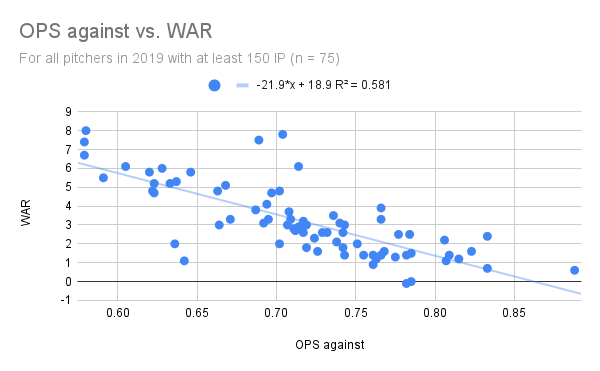 OPS against vs. WAR
For all pitchers in 2019 with at least 150 IP (n = 75)
-21.9*x + 18.9 R² = 0.581
9
8
7
6
5
4
3
2
1
0
-1
WAR
0.60 0.65 0.70 0.75 0.80 0.85
OPS against